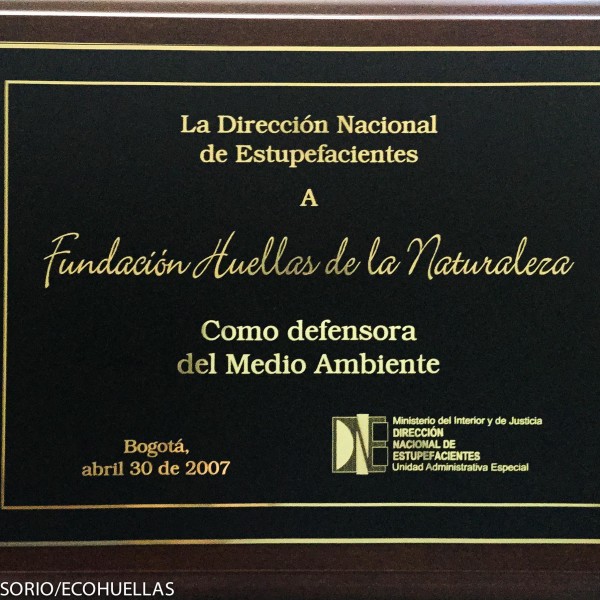 La Dirección Nacional
de Estupefacientes
A
Fundación Huellas de la Naturaleza
Como defensora
del Medio Ambiente
Bogotá,
abril 30 de 2007
DNE
Ministerio del Interior y de Justicia
DIRECCIÓN
NACIONAL DE
ESTUPEFACIENTES
Unidad Administrativa Especial
SORIO/ECOHUELLAS